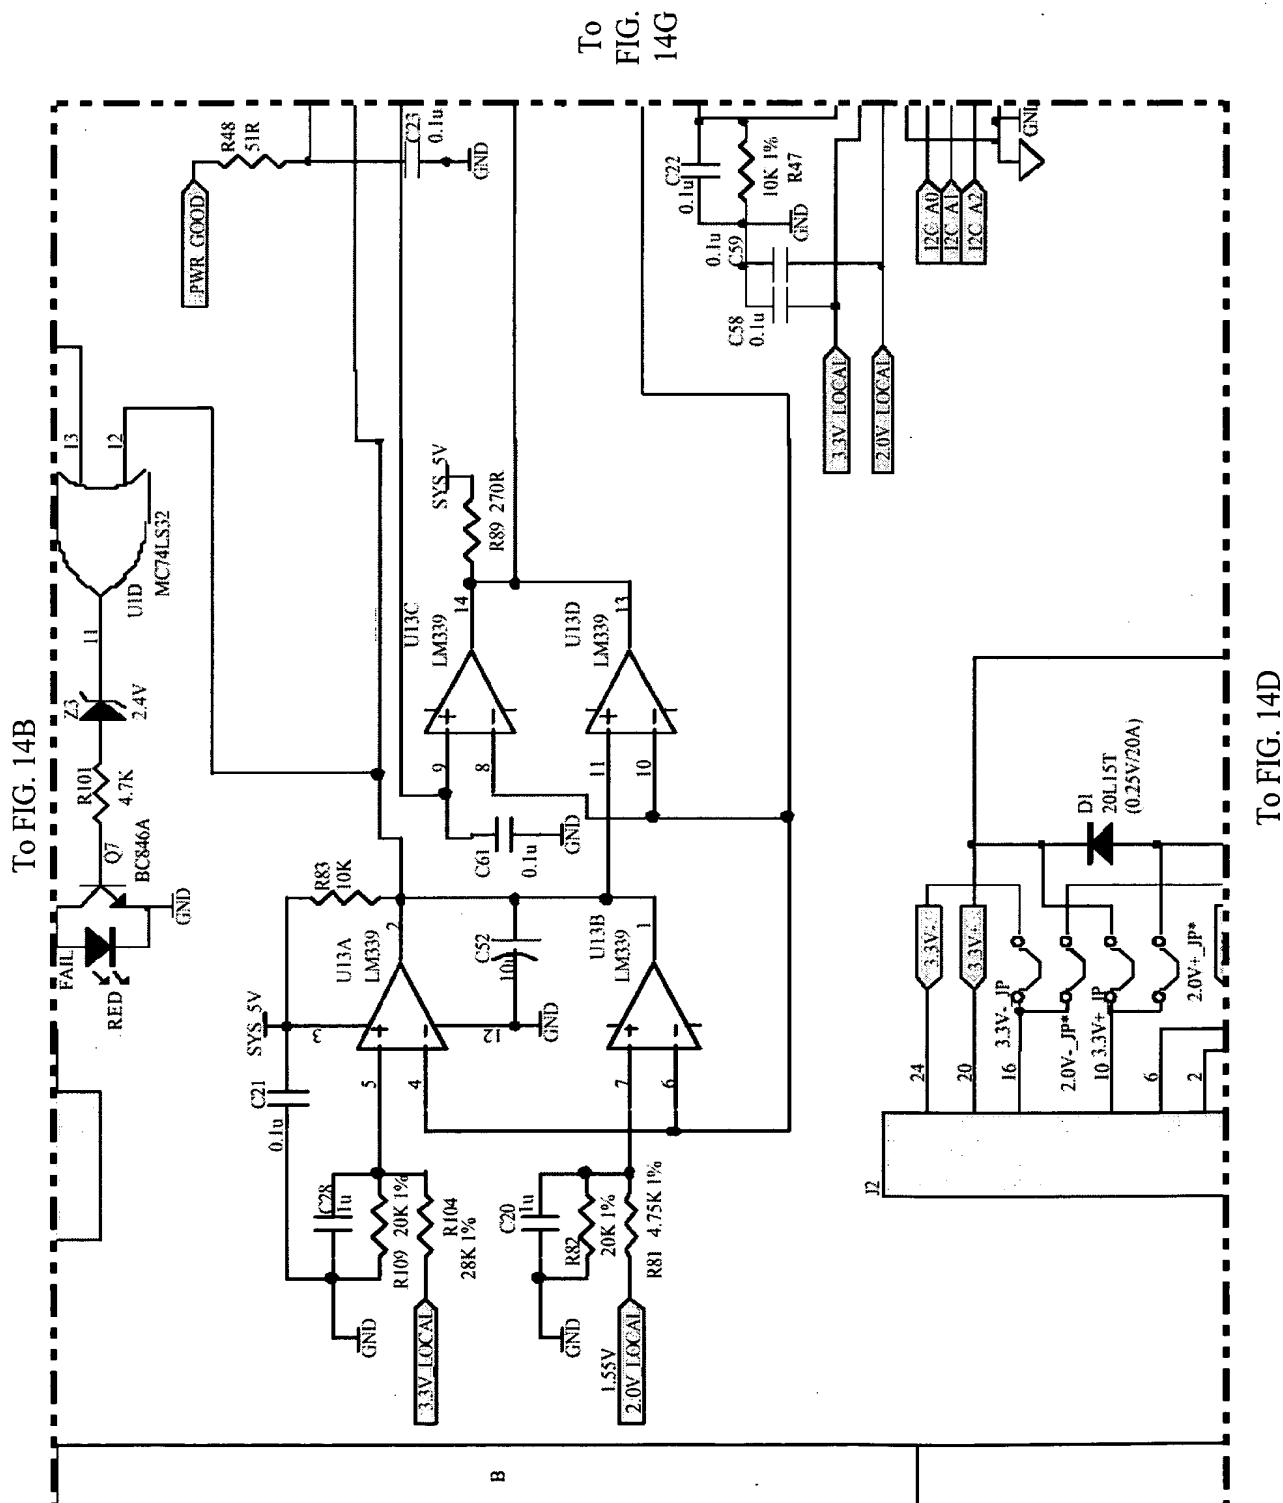 To FIG. 14B
To
FIG.
14G
To FIG. 14D
B
FAIL
RED
Q7
BC846A
GND
R101
4.7K
Z3
2.4V
11
U1D
MC74LS32
13
12
PWR_GOOD
R48
51R
C23
0.1u
GND
SYS_5V
C21
0.1u
3
R83
10K
U13A
LM339
2
5
4
12
GND
C52
10u
C28
1u
20K 1%
R109
R104
28K 1%
GND
3.3V_LOCAL
U13B
LM339
1
7
6
C20
1u
R82
20K 1%
R81
4.75K 1%
GND
1.55V
2.0V_LOCAL
C61
0.1u
GND
U13C
LM339
14
9
8
SYS_5V
R89 270R
U13D
LM339
13
11
10
C22
0.1u
10K 1%
R47
GND
0.1u
C59
C58
0.1u
3.3V_LOCAL
2.0V_LOCAL
I2C_A0
I2C_A1
I2C_A2
GND
J2
24
20
16
10
6
2
3.3V+
3.3V-_JP
2.0V-_JP*
3.3V+_JP
2.0V+_JP*
D1
20L15T
(0.25V/20A)